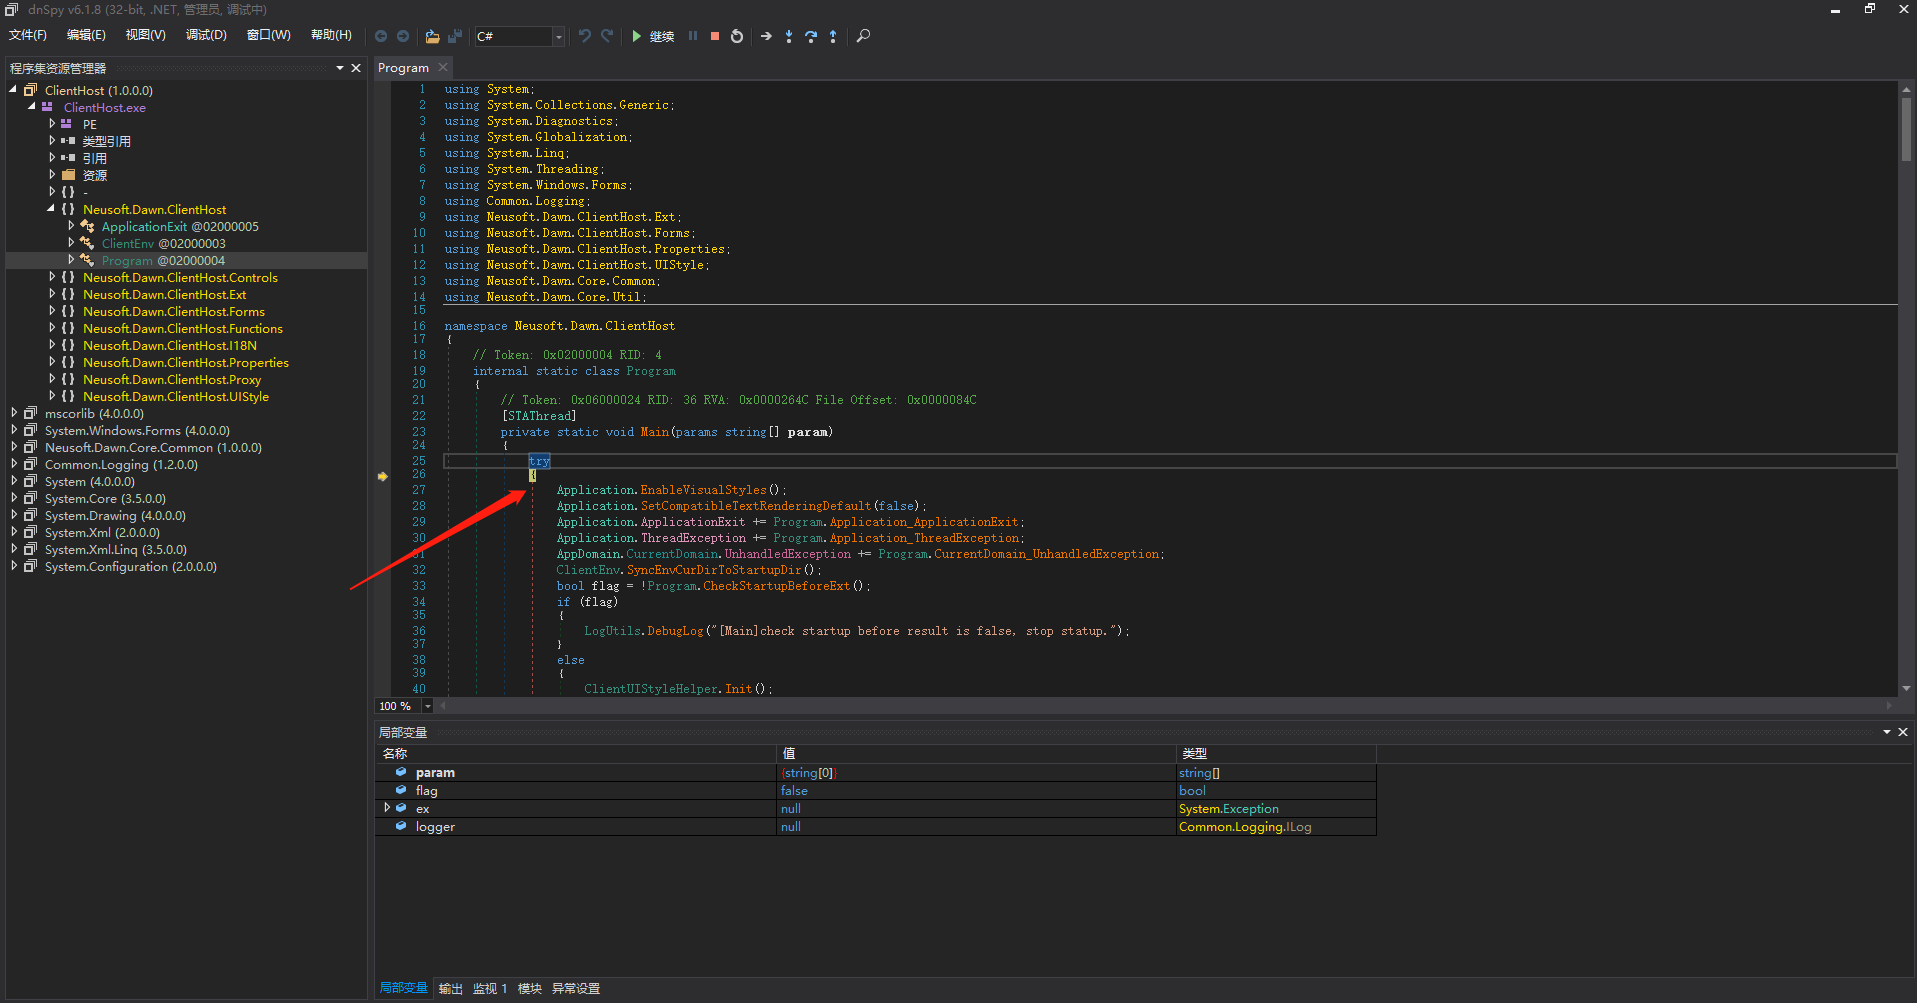 dnSpy v6.1.8 (32-bit, .NET, 管理员, 调试中)
文件(F) 编辑(E) 视图(V) 调试(D) 窗口(W) 帮助(H) C# 继续
程序集资源管理器
ClientHost (1.0.0.0)
ClientHost.exe
PE
类型引用
引用
资源
{ } -
{ } Neusoft.Dawn.ClientHost
ApplicationExit @02000005
ClientEnv @02000003
Program @02000004
{ } Neusoft.Dawn.ClientHost.Controls
{ } Neusoft.Dawn.ClientHost.Ext
{ } Neusoft.Dawn.ClientHost.Forms
{ } Neusoft.Dawn.ClientHost.Functions
{ } Neusoft.Dawn.ClientHost.I18N
{ } Neusoft.Dawn.ClientHost.Properties
{ } Neusoft.Dawn.ClientHost.Proxy
{ } Neusoft.Dawn.ClientHost.UIStyle
mscorlib (4.0.0.0)
System.Windows.Forms (4.0.0.0)
Neusoft.Dawn.Core.Common (1.0.0.0)
Common.Logging (1.2.0.0)
System (4.0.0.0)
System.Core (3.5.0.0)
System.Drawing (4.0.0.0)
System.Xml (2.0.0.0)
System.Xml.Linq (3.5.0.0)
System.Configuration (2.0.0.0)
Program
1 using System;
2 using System.Collections.Generic;
3 using System.Diagnostics;
4 using System.Globalization;
5 using System.Linq;
6 using System.Threading;
7 using System.Windows.Forms;
8 using Common.Logging;
9 using Neusoft.Dawn.ClientHost.Ext;
10 using Neusoft.Dawn.ClientHost.Forms;
11 using Neusoft.Dawn.ClientHost.Properties;
12 using Neusoft.Dawn.ClientHost.UIStyle;
13 using Neusoft.Dawn.Core.Common;
14 using Neusoft.Dawn.Core.Util;
15
16 namespace Neusoft.Dawn.ClientHost
17 {
18 // Token: 0x02000004 RID: 4
19 internal static class Program
20 {
21 // Token: 0x06000024 RID: 36 RVA: 0x0000264C File Offset: 0x0000084C
22 [STAThread]
23 private static void Main(params string[] param)
24 {
25 try
26 {
27 Application.EnableVisualStyles();
28 Application.SetCompatibleTextRenderingDefault(false);
29 Application.ApplicationExit += Program.Application_ApplicationExit;
30 Application.ThreadException += Program.Application_ThreadException;
31 AppDomain.CurrentDomain.UnhandledException += Program.CurrentDomain_UnhandledException;
32 ClientEnv.SyncEnvCurDirToStartupDir();
33 bool flag = !Program.CheckStartupBeforeExt();
34 if (flag)
35 {
36 LogUtils.DebugLog("[Main]check startup before result is false, stop statup.");
37 }
38 else
39 {
40 ClientUIStyleHelper.Init();
100 %
局部变量
名称 值 类型
param {string[0]} string[]
flag false bool
ex null System.Exception
logger null Common.Logging.ILog
局部变量 输出 监视 1 模块 异常设置